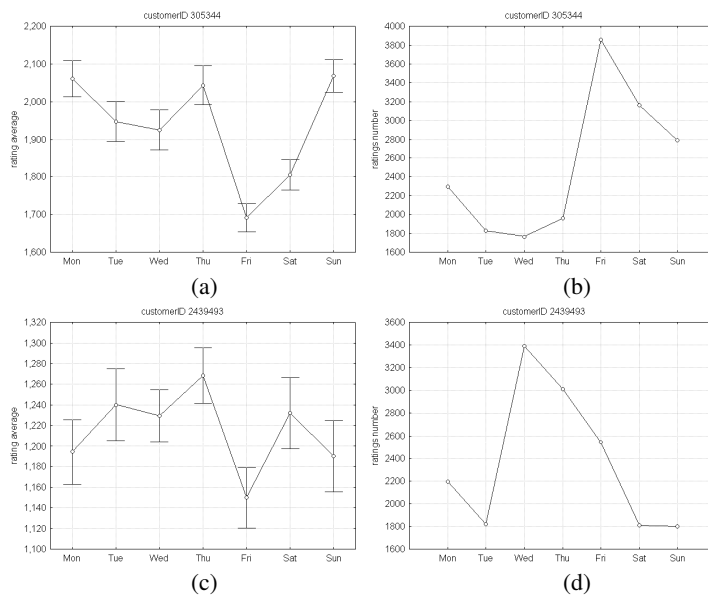 customerID 305344
rating average
2,200
2,100
2,000
1,900
1,800
1,700
1,600
Mon Tue Wed Thu Fri Sat Sun
(a)
customerID 305344
ratings number
4000
3800
3600
3400
3200
3000
2800
2600
2400
2200
2000
1800
1600
Mon Tue Wed Thu Fri Sat Sun
(b)
customerID 2439493
rating average
1,320
1,300
1,280
1,260
1,240
1,220
1,200
1,180
1,160
1,140
1,120
1,100
Mon Tue Wed Thu Fri Sat Sun
(c)
customerID 2439493
ratings number
3600
3400
3200
3000
2800
2600
2400
2200
2000
1800
1600
Mon Tue Wed Thu Fri Sat Sun
(d)